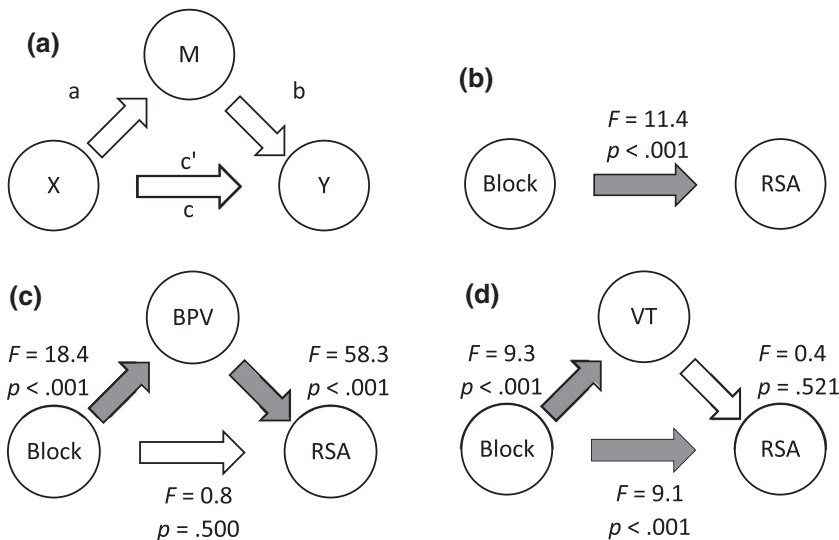 (a)
M
a
b
X
c'
c
Y
(b)
F = 11.4
p < .001
Block
RSA
(c)
BPV
F = 18.4
p < .001
F = 58.3
p < .001
Block
RSA
F = 0.8
p = .500
(d)
VT
F = 9.3
p < .001
F = 0.4
p = .521
Block
RSA
F = 9.1
p < .001